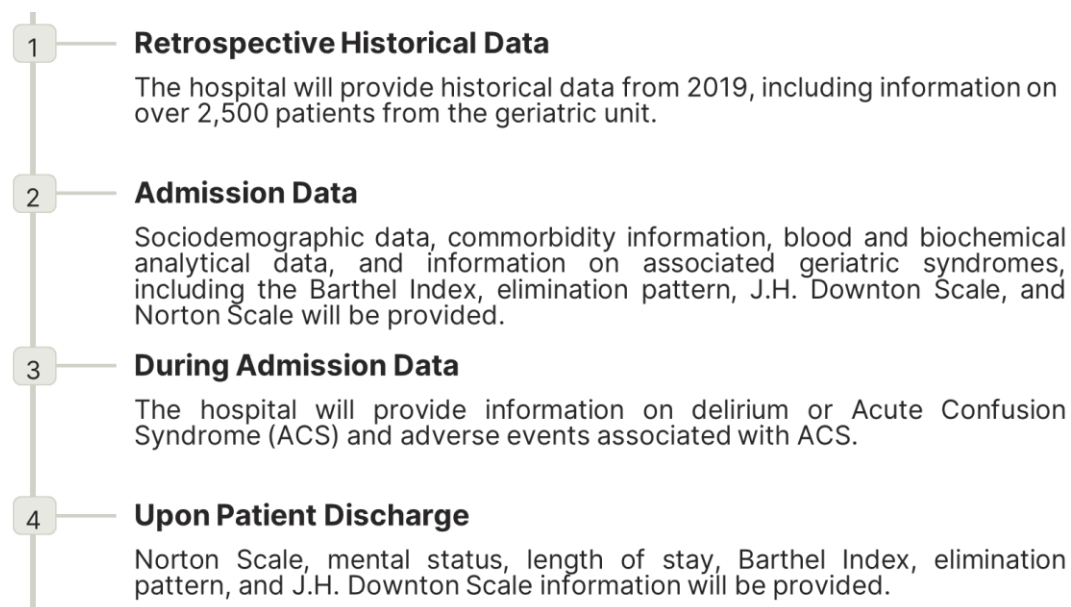 1
Retrospective Historical Data
The hospital will provide historical data from 2019, including information on
over 2,500 patients from the geriatric unit.
2
Admission Data
Sociodemographic data, commorbidity information, blood and biochemical
analytical data, and information on associated geriatric syndromes,
including the Barthel Index, elimination pattern, J.H. Downton Scale, and
Norton Scale will be provided.
3
During Admission Data
The hospital will provide information on delirium or Acute Confusion
Syndrome (ACS) and adverse events associated with ACS.
4
Upon Patient Discharge
Norton Scale, mental status, length of stay, Barthel Index, elimination
pattern, and J.H. Downton Scale information will be provided.